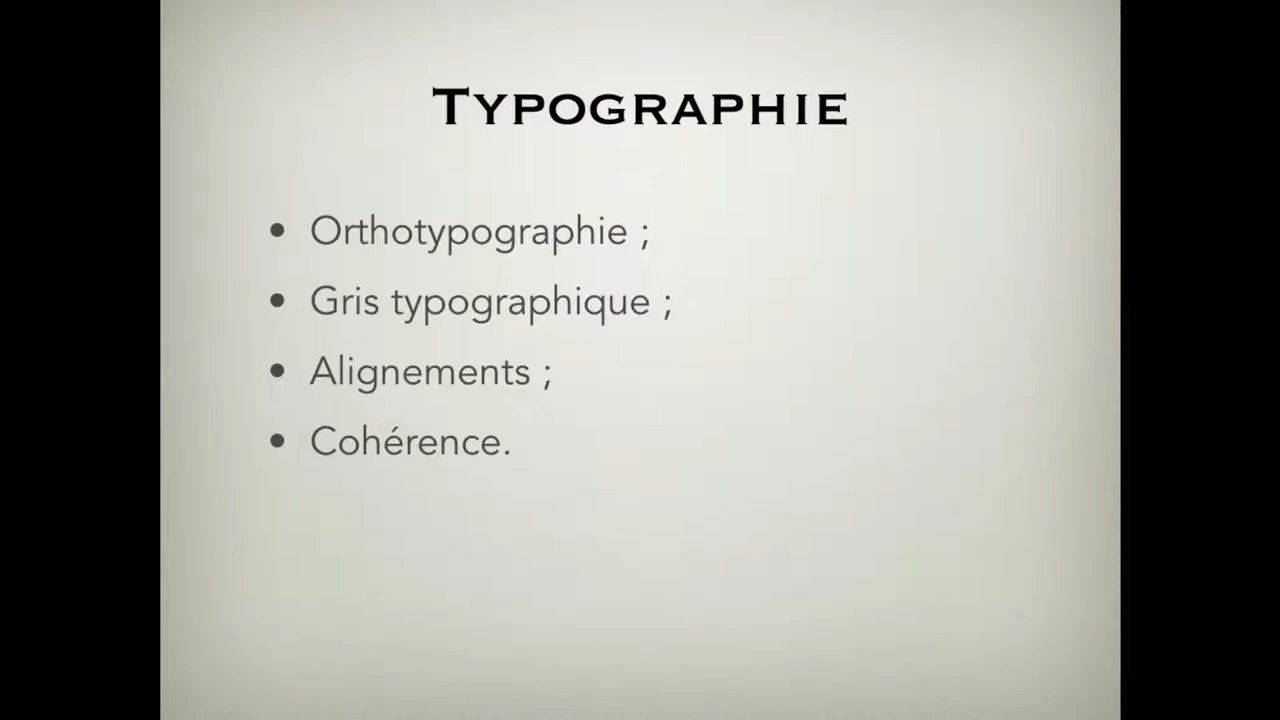 Typographie
• Orthotypographie ;
• Gris typographique ;
• Alignements ;
• Cohérence.